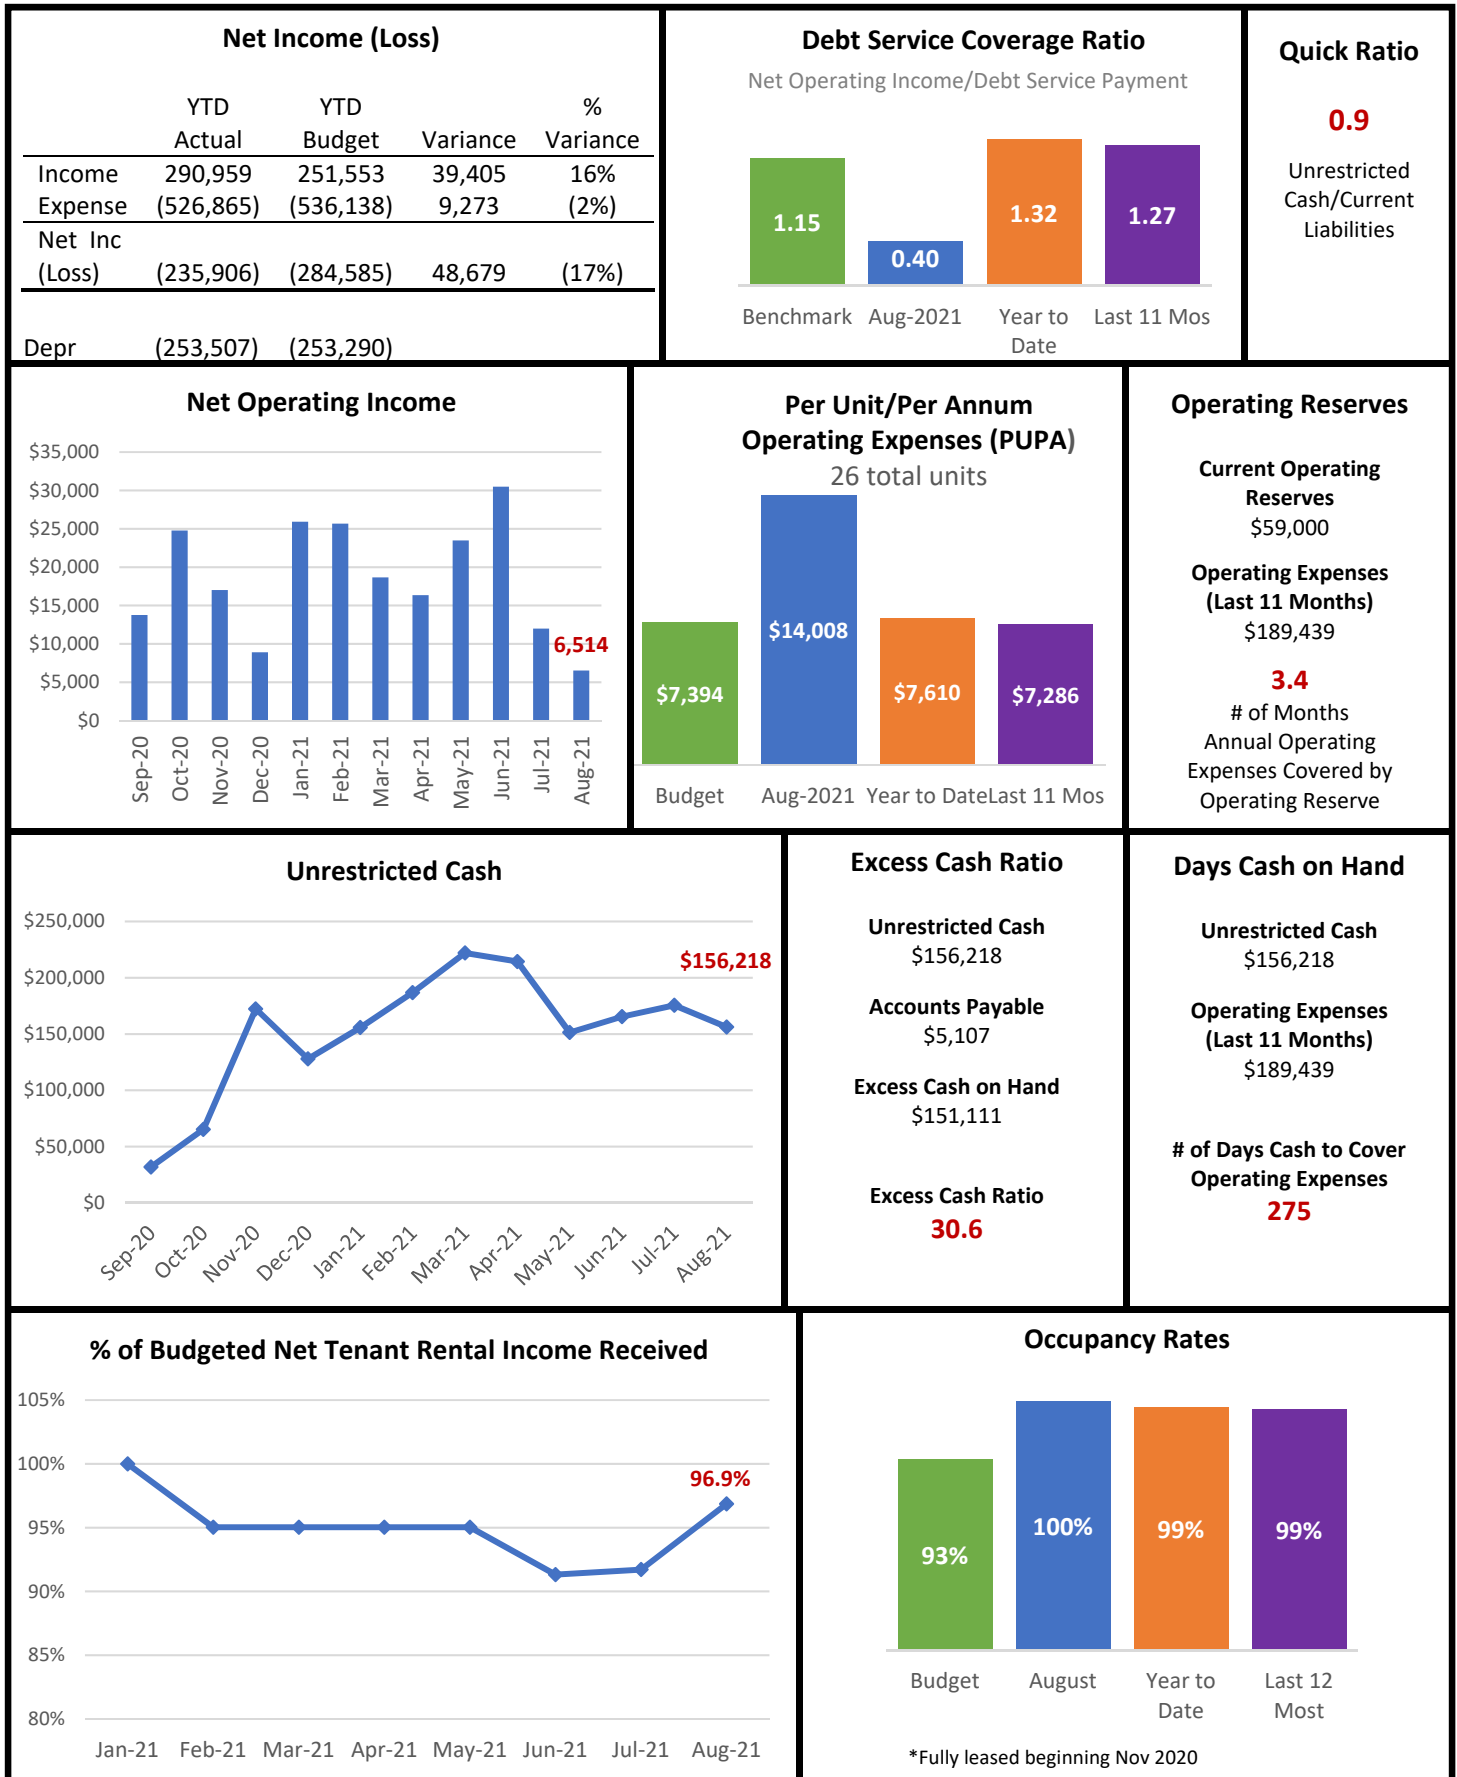 Net Income (Loss)
YTD YTD %
Actual Budget Variance Variance
Income 290,959 251,553 39,405 16%
Expense (526,865) (536,138) 9,273 (2%)
Net Inc
(Loss) (235,906) (284,585) 48,679 (17%)
Depr (253,507) (253,290)
Debt Service Coverage Ratio
Net Operating Income/Debt Service Payment
1.15
0.40
1.32
1.27
Benchmark Aug-2021 Year to Last 11 Mos
Date
Quick Ratio
0.9
Unrestricted
Cash/Current
Liabilities
Net Operating Income
$35,000
$30,000
$25,000
$20,000
$15,000
$10,000
$5,000
$0
6,514
Sep-20
Oct-20
Nov-20
Dec-20
Jan-21
Feb-21
Mar-21
Apr-21
May-21
Jun-21
Jul-21
Aug-21
Per Unit/Per Annum
Operating Expenses (PUPA)
26 total units
$7,394
$14,008
$7,610
$7,286
Budget Aug-2021 Year to Date Last 11 Mos
Operating Reserves
Current Operating
Reserves
$59,000
Operating Expenses
(Last 11 Months)
$189,439
3.4
# of Months
Annual Operating
Expenses Covered by
Operating Reserve
Unrestricted Cash
$250,000
$200,000
$150,000
$100,000
$50,000
$0
$156,218
Sep-20
Oct-20
Nov-20
Dec-20
Jan-21
Feb-21
Mar-21
Apr-21
May-21
Jun-21
Jul-21
Aug-21
Excess Cash Ratio
Unrestricted Cash
$156,218
Accounts Payable
$5,107
Excess Cash on Hand
$151,111
Excess Cash Ratio
30.6
Days Cash on Hand
Unrestricted Cash
$156,218
Operating Expenses
(Last 11 Months)
$189,439
# of Days Cash to Cover
Operating Expenses
275
% of Budgeted Net Tenant Rental Income Received
105%
100%
95%
90%
85%
80%
96.9%
Jan-21 Feb-21 Mar-21 Apr-21 May-21 Jun-21 Jul-21 Aug-21
Occupancy Rates
93%
100%
99%
99%
Budget August Year to Last 12
Date Most
*Fully leased beginning Nov 2020